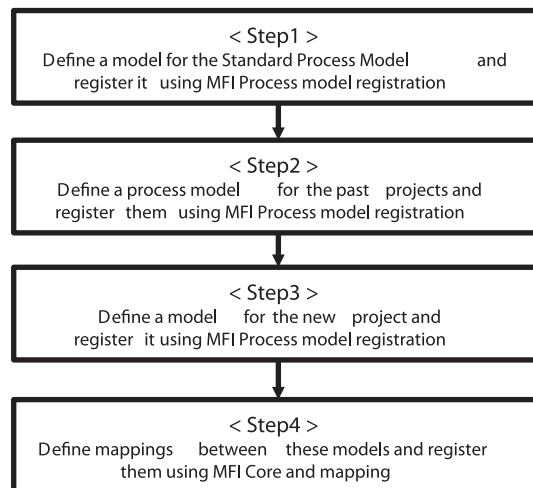 < Step1 >
Define a model for the Standard Process Model and
register it using MFI Process model registration
< Step2 >
Define a process model for the past projects and
register them using MFI Process model registration
< Step3 >
Define a model for the new project and
register it using MFI Process model registration
< Step4 >
Define mappings between these models and register
them using MFI Core and mapping